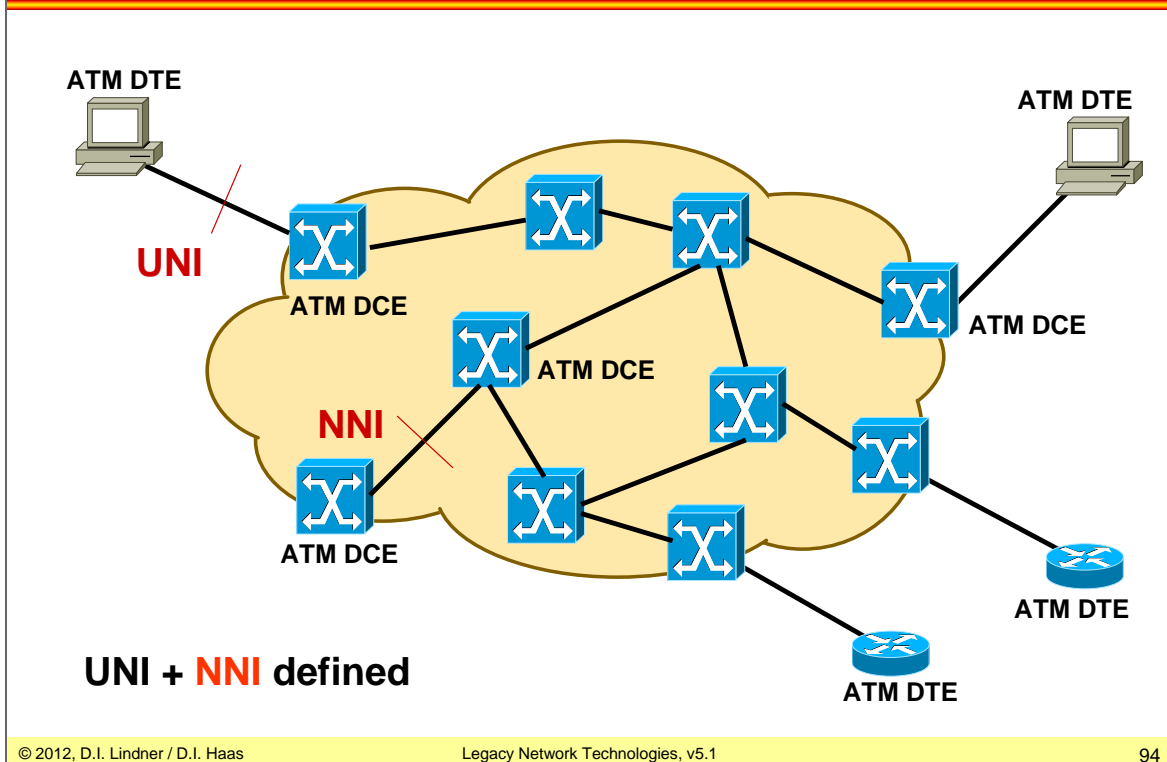 ATM DTE
ATM DTE
UNI
ATM DCE
ATM DCE
ATM DCE
NNI
ATM DCE
ATM DTE
ATM DTE
UNI + NNI defined
© 2012, D.I. Lindner / D.I. Haas
Legacy Network Technologies, v5.1
94